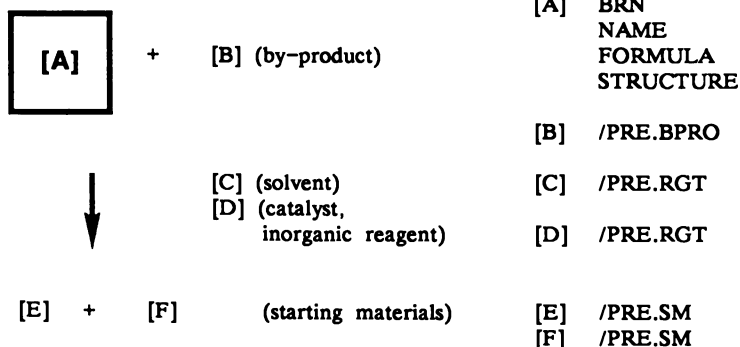 [A] BRN
NAME
[A] + [B] (by-product) FORMULA
STRUCTURE
[B] /PRE.BPRO
[C] (solvent) [C] /PRE.RGT
[D] (catalyst,
inorganic reagent) [D] /PRE.RGT
[E] + [F] (starting materials) [E] /PRE.SM
[F] /PRE.SM